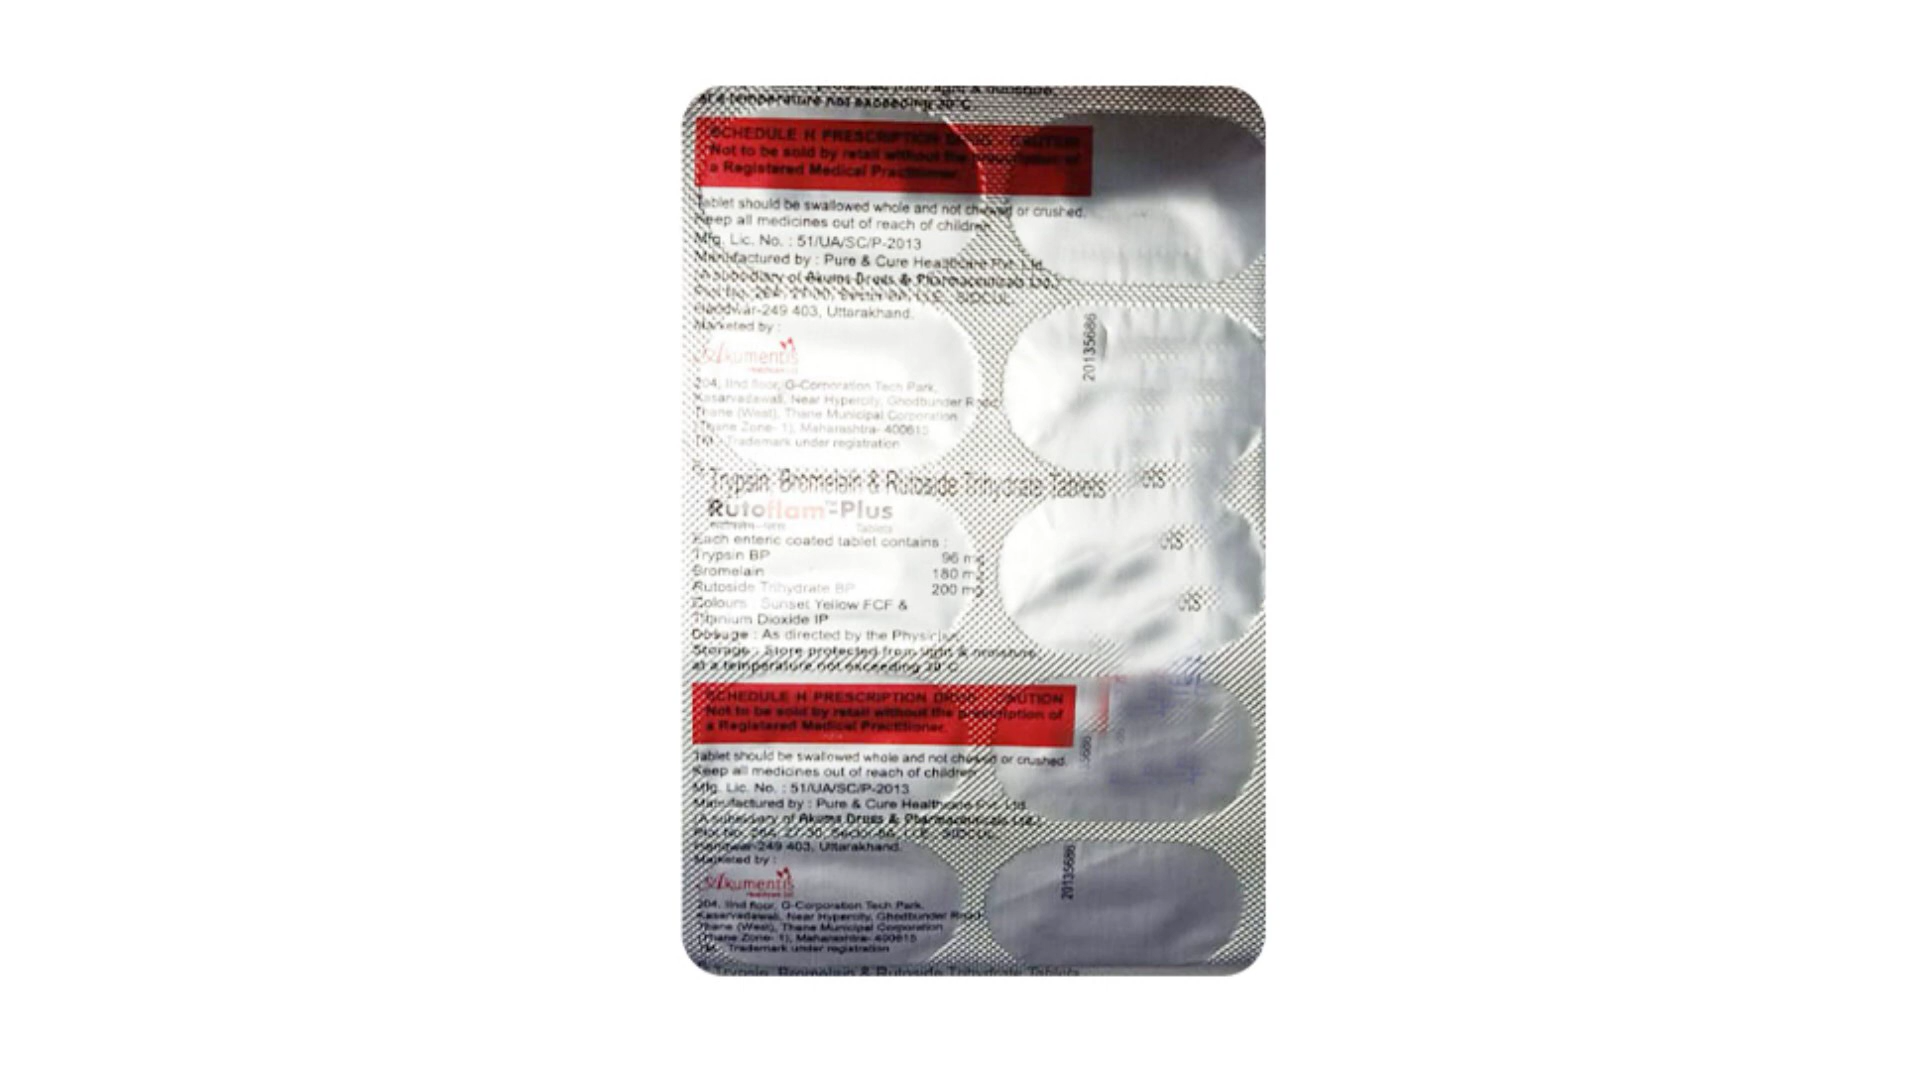 at a temperature not exceeding 30°C
SCHEDULE H PRESCRIPTION DRUG - CAUTION
Not to be sold by retail without the prescription of
a Registered Medical Practitioner.
Tablet should be swallowed whole and not chewed or crushed.
Keep all medicines out of reach of children.
Mfg. Lic. No. : 51/UA/SC/P-2013
Manufactured by : Pure & Cure Healthcare Pvt. Ltd.
(A subsidiary of Akums Drugs & Pharmaceuticals Ltd.)
Plot No. 26A, 27-30, Sector-8A, I.I.E., SIDCUL,
Haridwar-249 403, Uttarakhand.
Marketed by :
Akumentis
204, IInd floor, G-Corporation Tech Park,
Kasarvadawali, Near Hypercity, Ghodbunder Road,
Thane (West), Thane Municipal Corporation
(Thane Zone- 1), Maharashtra- 400615
TM - Trademark under registration
20135686
Trypsin, Bromelain & Rutoside Trihydrate Tablets
ets
Rutoflam™-Plus
Tablets
ets
Each enteric coated tablet contains :
Trypsin BP 96 mg
Bromelain 180 mg
Rutoside Trihydrate BP 200 mg
ets
Colours : Sunset Yellow FCF &
Titanium Dioxide IP
Dosage : As directed by the Physician.
Storage : Store protected from light & moisture,
at a temperature not exceeding 30°C
SCHEDULE H PRESCRIPTION DRUG - CAUTION
Not to be sold by retail without the prescription of
a Registered Medical Practitioner.
5686
Tablet should be swallowed whole and not chewed or crushed.
Keep all medicines out of reach of children.
Mfg. Lic. No. : 51/UA/SC/P-2013
Manufactured by : Pure & Cure Healthcare Pvt. Ltd.
(A subsidiary of Akums Drugs & Pharmaceuticals Ltd.)
Plot No. 26A, 27-30, Sector-8A, I.I.E., SIDCUL,
Haridwar-249 403, Uttarakhand.
Marketed by :
Akumentis
204, IInd floor, G-Corporation Tech Park,
Kasarvadawali, Near Hypercity, Ghodbunder Road,
Thane (West), Thane Municipal Corporation
(Thane Zone- 1), Maharashtra- 400615
TM - Trademark under registration
20135686
Trypsin, Bromelain & Rutoside Trihydrate Tablets